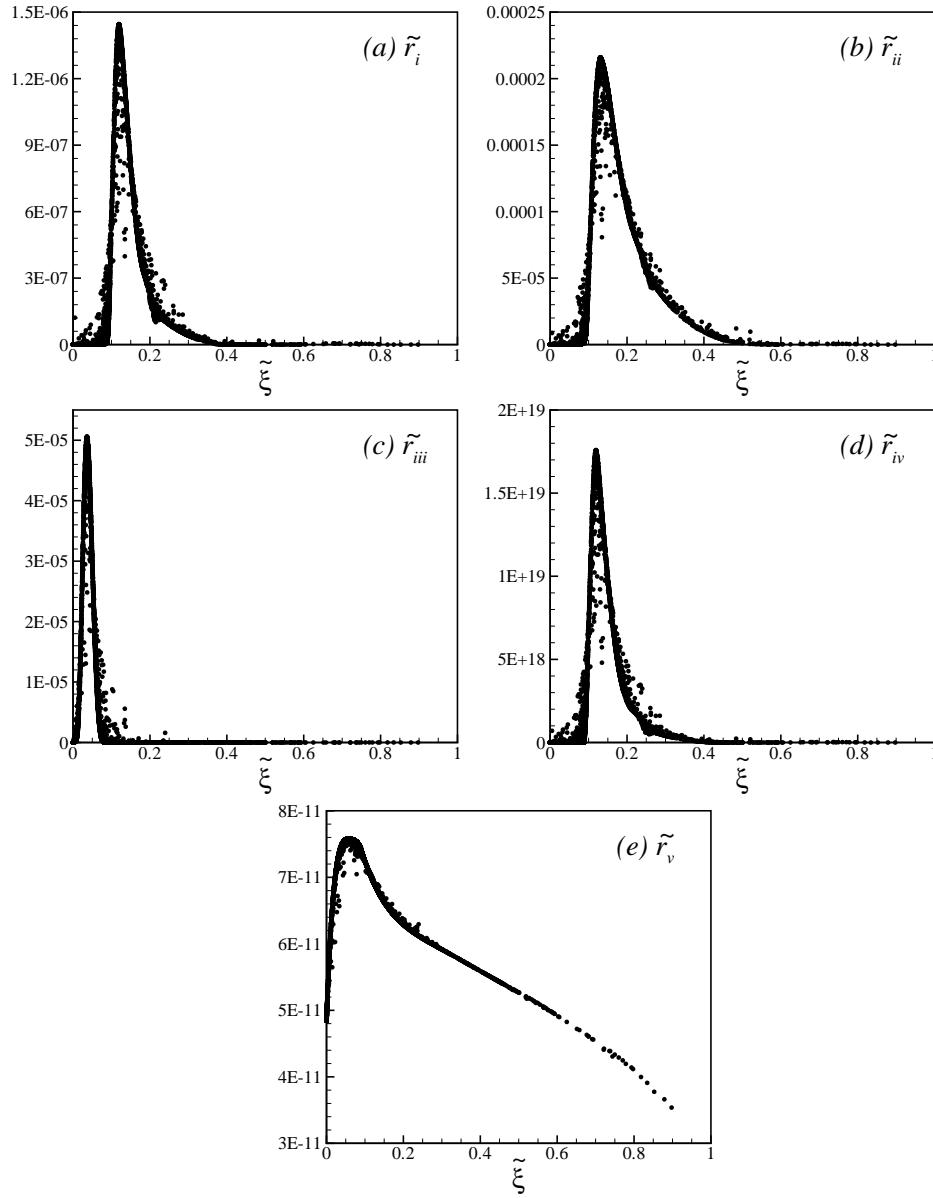 1.5E-06
1.2E-06
9E-07
6E-07
3E-07
0
0 0.2 0.4 0.6 0.8 1
ξ̃
(a) r̃i
0.00025
0.0002
0.00015
0.0001
5E-05
0
0 0.2 0.4 0.6 0.8 1
ξ̃
(b) r̃ii
5E-05
4E-05
3E-05
2E-05
1E-05
0
0 0.2 0.4 0.6 0.8 1
ξ̃
(c) r̃iii
2E+19
1.5E+19
1E+19
5E+18
0
0 0.2 0.4 0.6 0.8 1
ξ̃
(d) r̃iv
8E-11
7E-11
6E-11
5E-11
4E-11
3E-11
0 0.2 0.4 0.6 0.8 1
ξ̃
(e) r̃v